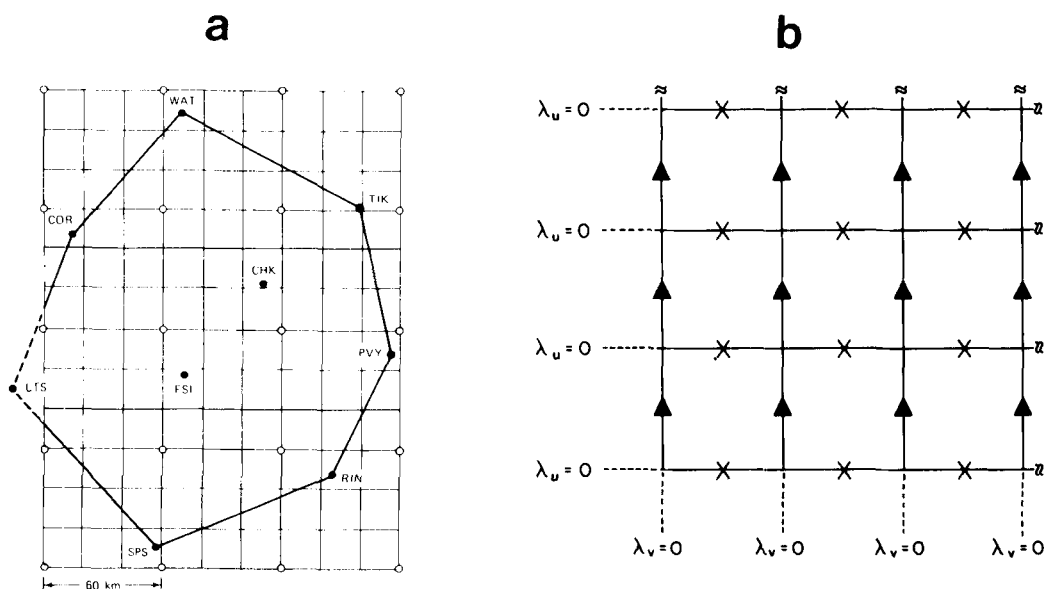 a
WAT
TIK
COR
CHK
PVY
LTS
FSI
RIN
SPS
60 km
b
λu = 0
λu = 0
λu = 0
λu = 0
λv = 0 λv = 0 λv = 0 λv = 0